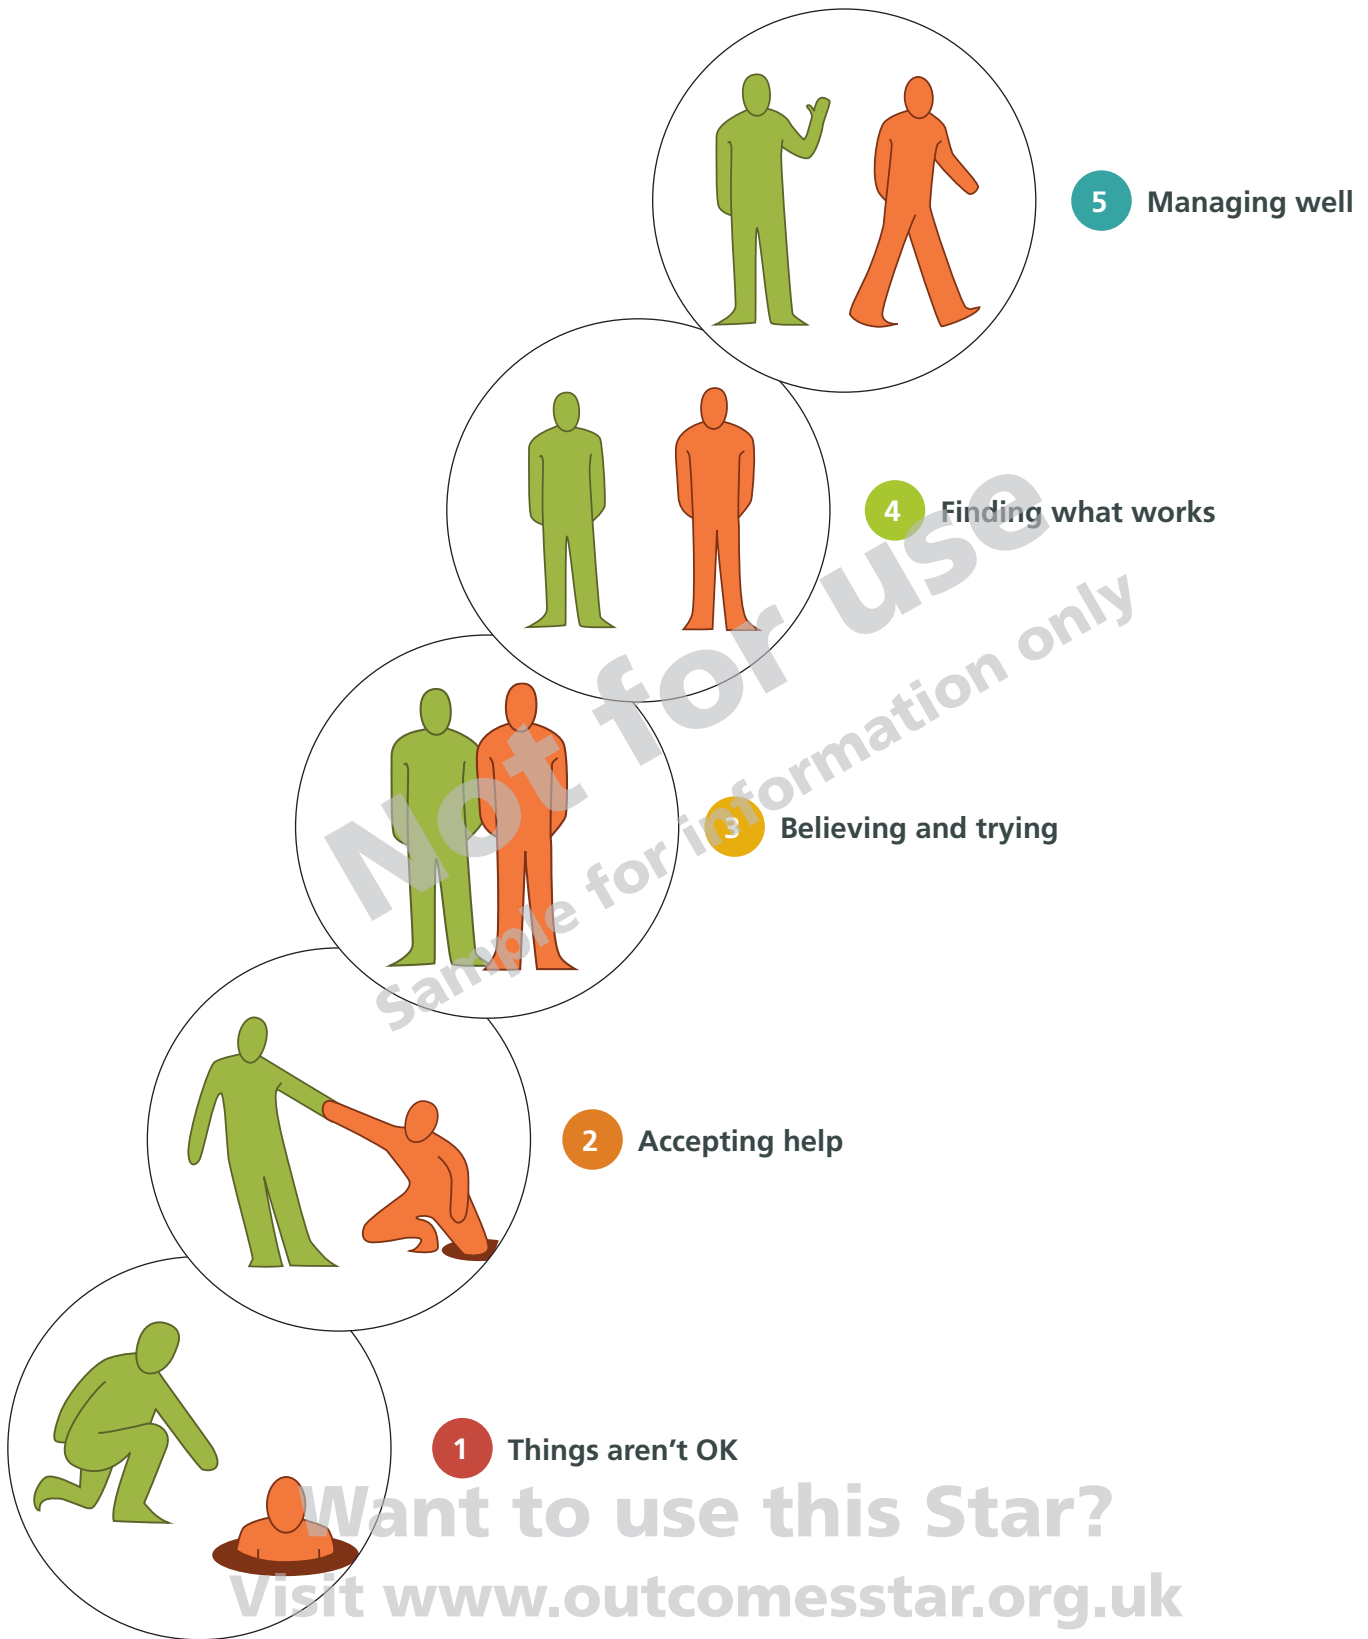 5 Managing well
4 Finding what works
Not for use
Sample for information only
3 Believing and trying
2 Accepting help
1 Things aren't OK
Want to use this Star?
Visit www.outcomesstar.org.uk